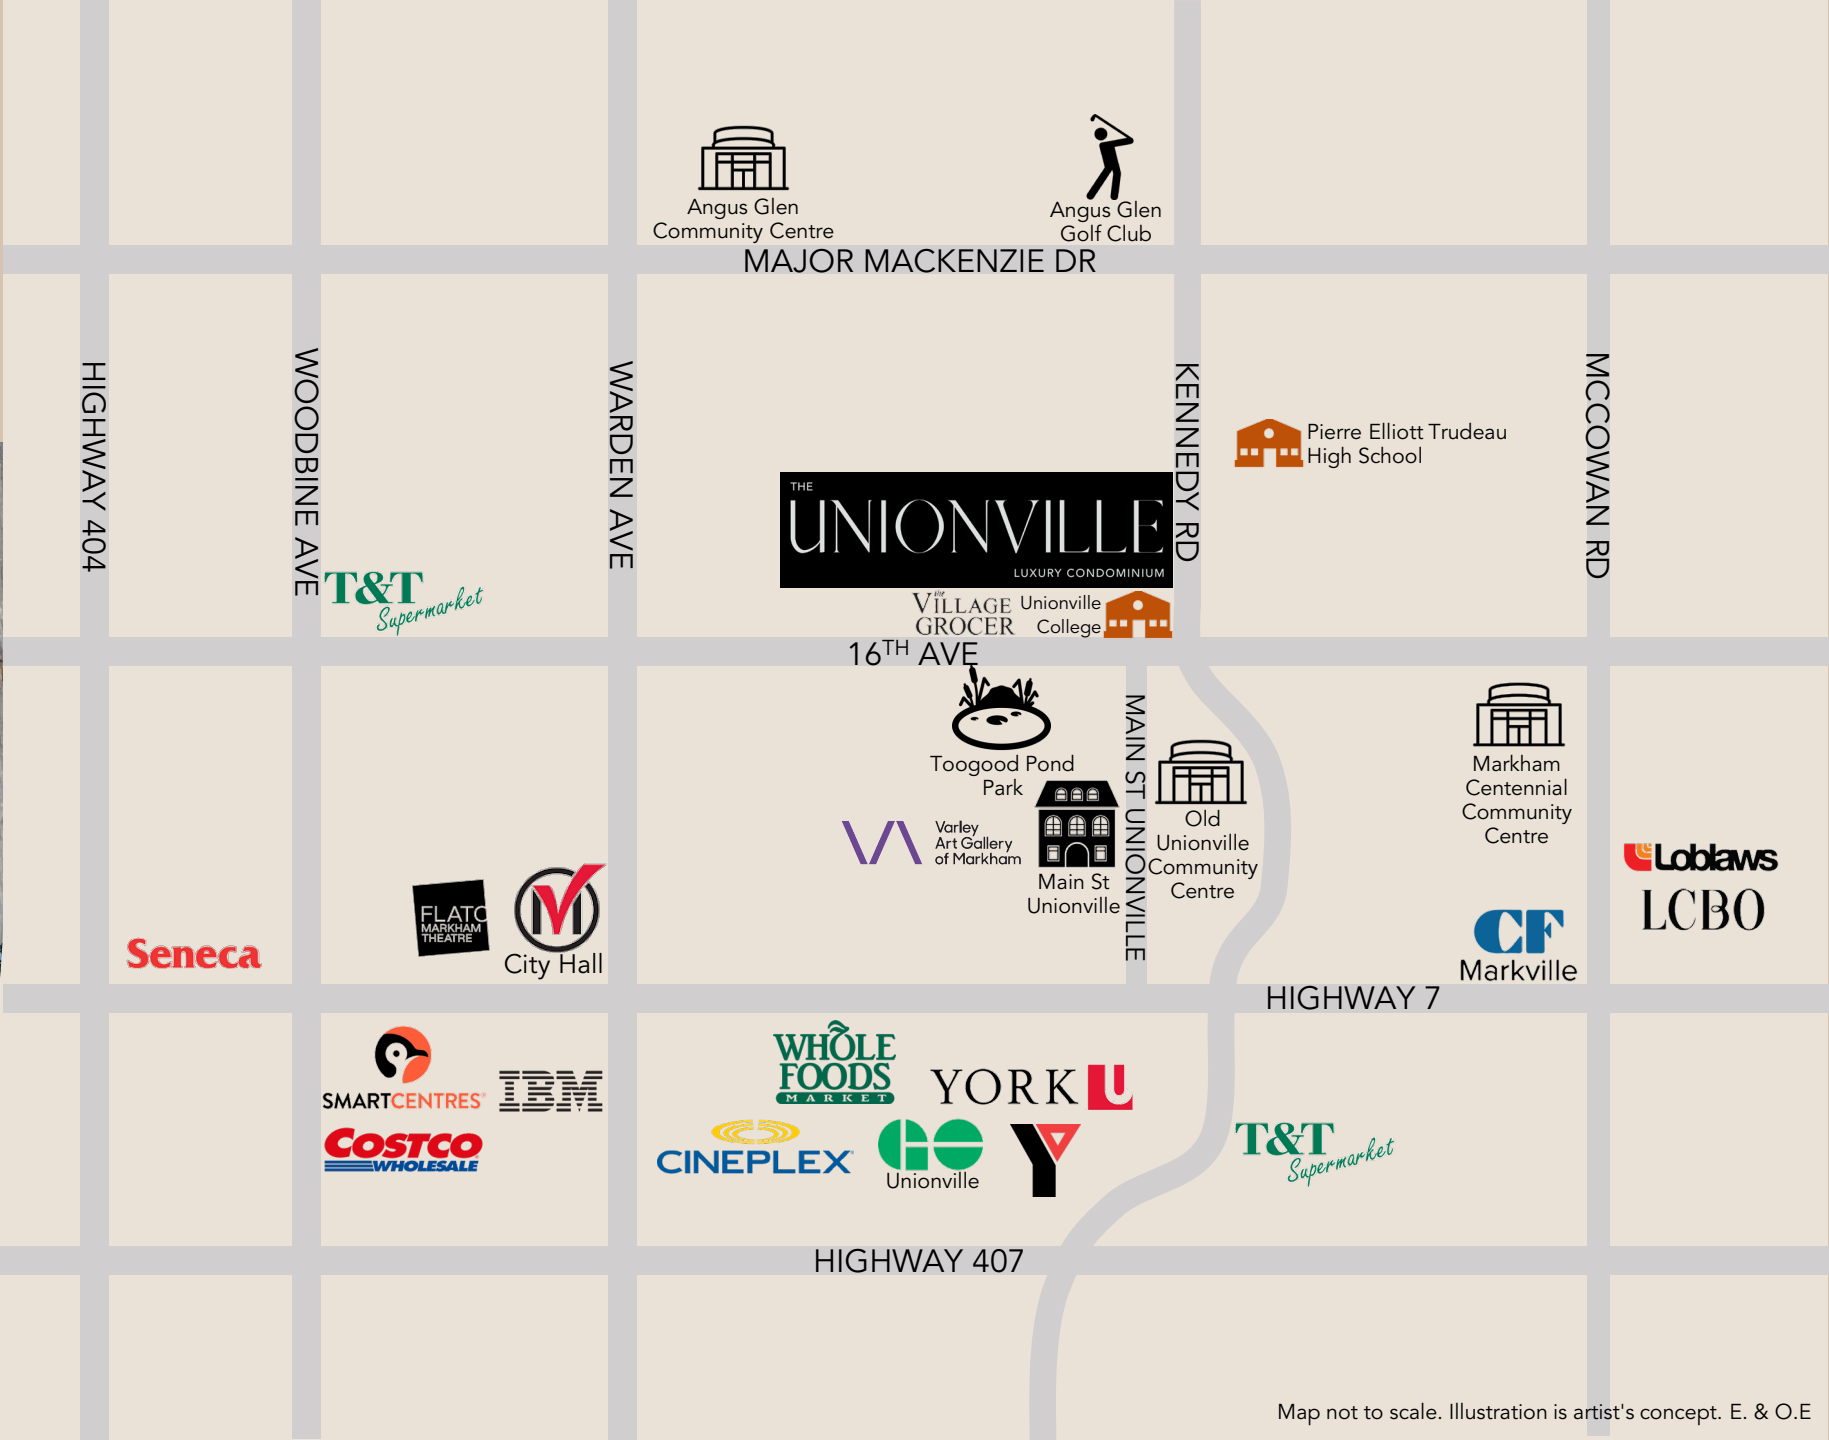 Angus Glen
Community Centre
Angus Glen
Golf Club
MAJOR MACKENZIE DR
HIGHWAY 404
WOODBINE AVE
WARDEN AVE
KENNEDY RD
MCCOWAN RD
Pierre Elliott Trudeau
High School
THE
UNIONVILLE
LUXURY CONDOMINIUM
T&T
Supermarket
the
VILLAGE
GROCER
Unionville
College
16TH AVE
Toogood Pond
Park
MAIN ST UNIONVILLE
Varley
Art Gallery
of Markham
Main St
Unionville
Old
Unionville
Community
Centre
Markham
Centennial
Community
Centre
Loblaws
LCBO
CF
Markville
FLATO
MARKHAM
THEATRE
M
City Hall
Seneca
HIGHWAY 7
SMARTCENTRES®
IBM
COSTCO
WHOLESALE
WHOLE
FOODS
MARKET
YORK U
CINEPLEX
GO
Unionville
Y
T&T
Supermarket
HIGHWAY 407
Map not to scale. Illustration is artist's concept. E. & O.E